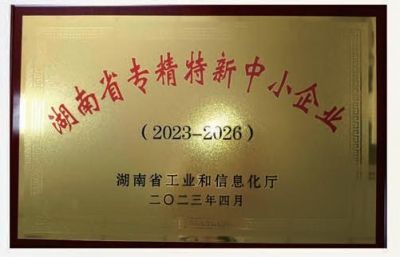 湖南省专精特新中小企业
(2023-2026)
湖南省工业和信息化厅
二〇二三年四月